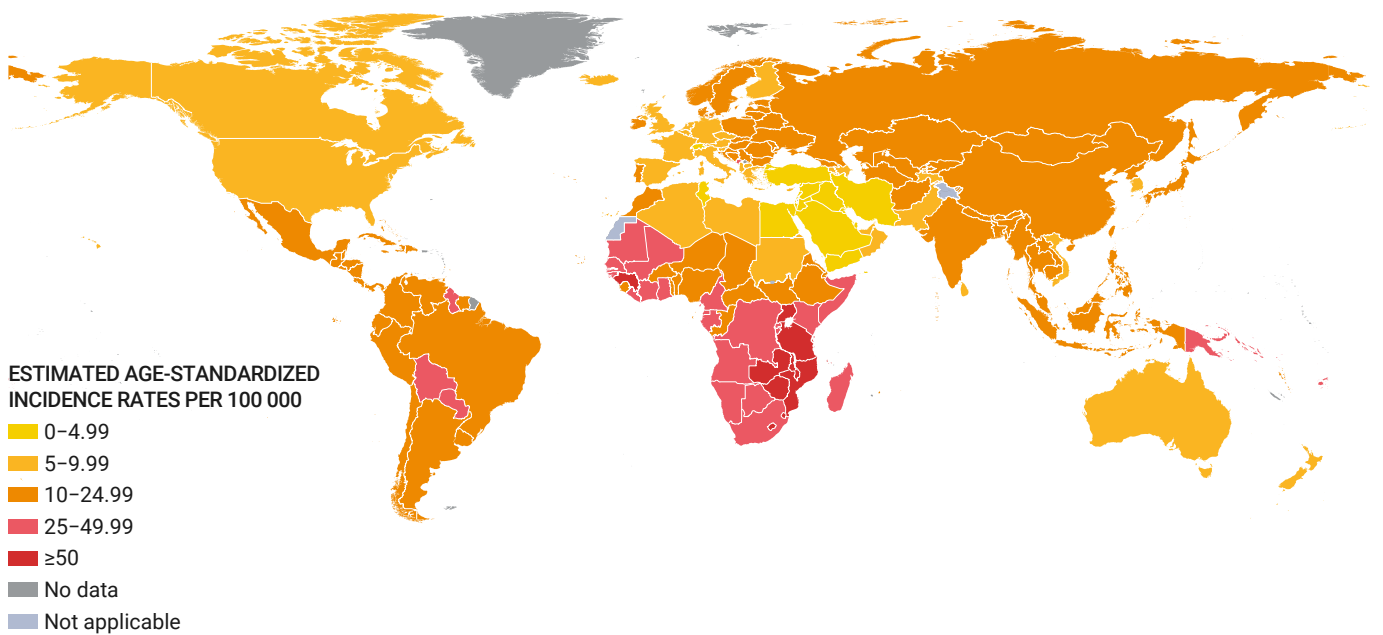 ESTIMATED AGE-STANDARDIZED
INCIDENCE RATES PER 100 000
0–4.99
5–9.99
10–24.99
25–49.99
≥50
No data
Not applicable